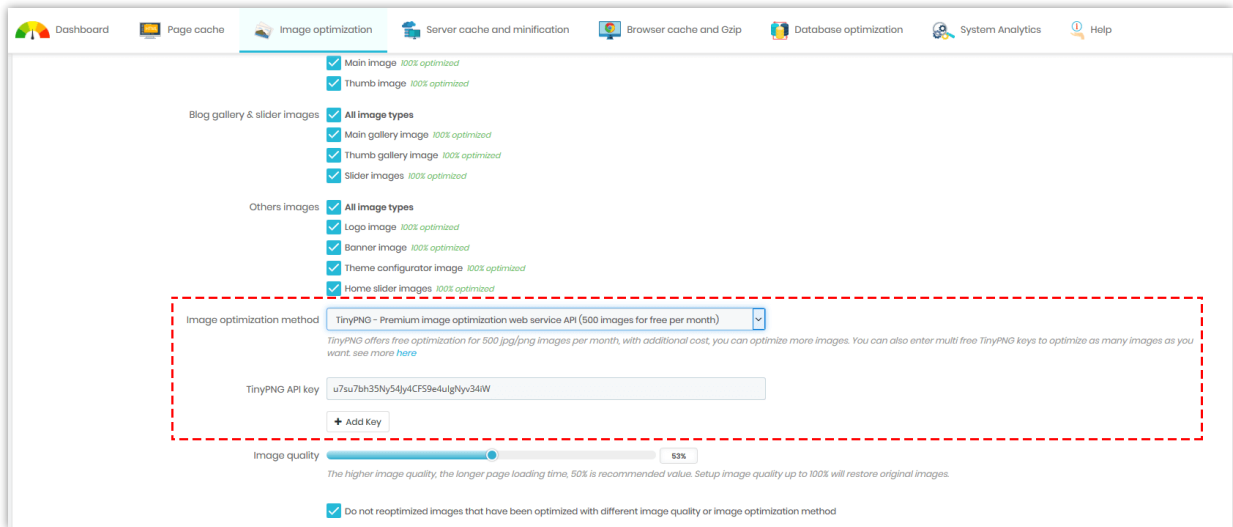 Dashboard
Page cache
Image optimization
Server cache and minification
Browser cache and Gzip
Database optimization
System Analytics
Help
Main image 100% optimized
Thumb image 100% optimized
Blog gallery & slider images
All image types
Main gallery image 100% optimized
Thumb gallery image 100% optimized
Slider images 100% optimized
Others images
All image types
Logo image 100% optimized
Banner image 100% optimized
Theme configurator image 100% optimized
Home slider images 100% optimized
Image optimization method
TinyPNG - Premium image optimization web service API (500 images for free per month)
TinyPNG offers free optimization for 500 jpg/png images per month, with additional cost, you can optimize more images. You can also enter multi free TinyPNG keys to optimize as many images as you
want. see more here
TinyPNG API key
u7su7bh35Ny54Jy4CFS9e4uIgNyv34iW
+ Add Key
Image quality
53%
The higher image quality, the longer page loading time, 50% is recommended value. Setup image quality up to 100% will restore original images.
Do not reoptimized images that have been optimized with different image quality or image optimization method